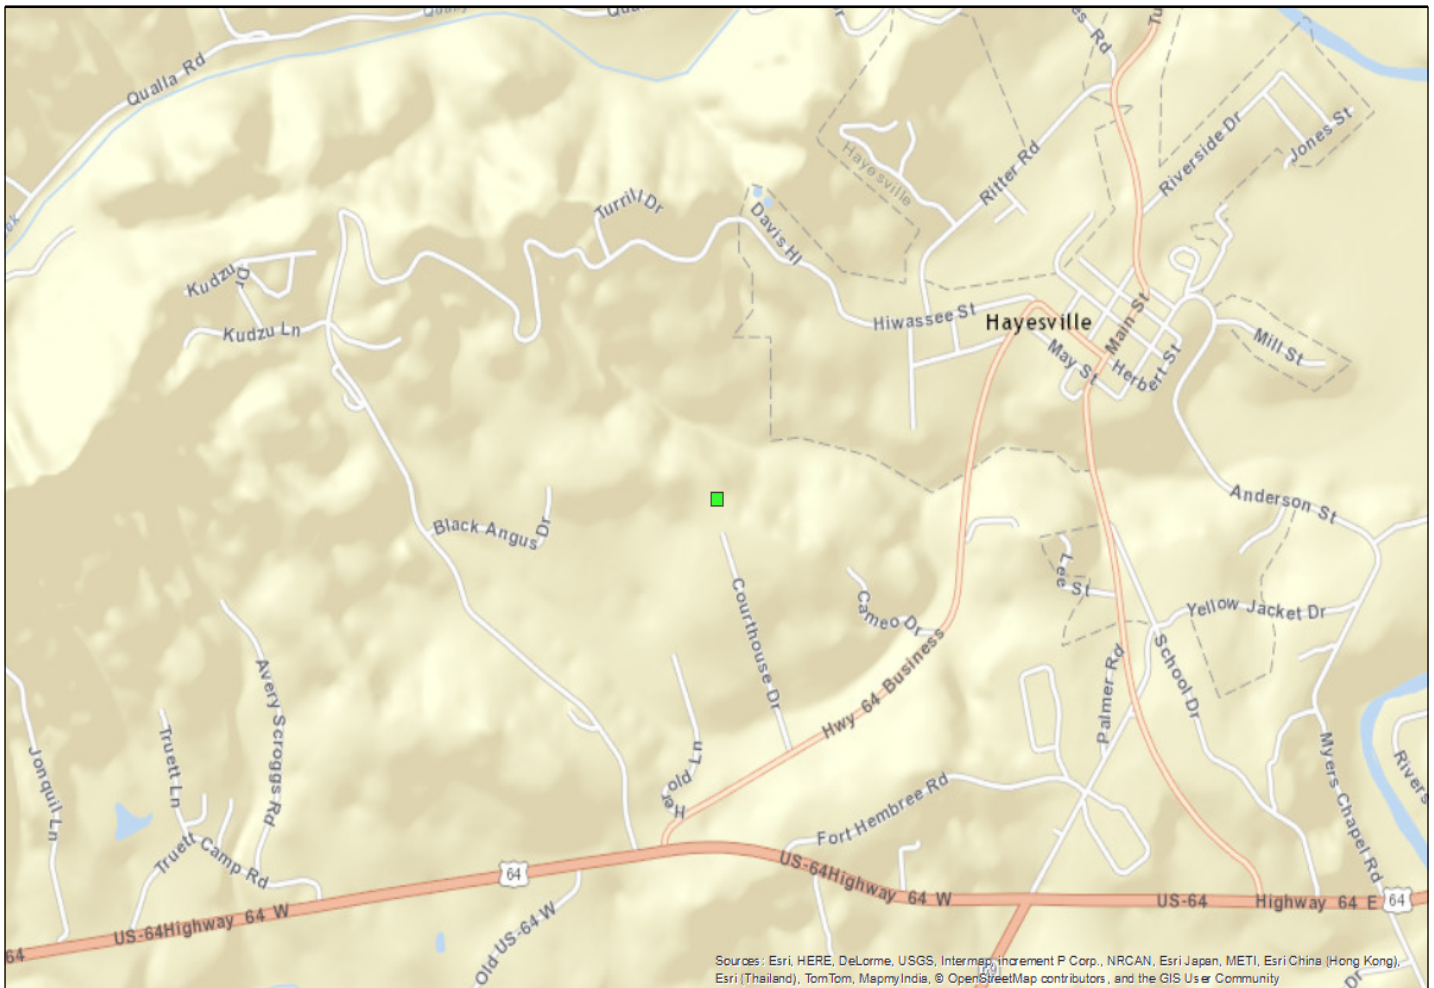 Qualla Rd
Jones St
Riverside Dr
Ritter Rd
Hayesville
Turrill Dr
Davis Hl
Kudzu Dr
Kudzu Ln
Hiwassee St
Hayesville
Main St
May St
Herbert St
Mill St
Anderson St
Black Angus Dr
Courthouse Dr
Cameo Dr
Lee St
Yellow Jacket Dr
School Dr
Palmer Rd
Hwy 64 Business
Avery Scroggs Rd
Truett Ln
Jonquil Ln
Herbold Ln
Myers Chapel Rd
Rivers
Fort Hembree Rd
Truett Camp Rd
64
US-64Highway 64 W
US-64
Highway 64 E
64
US-64Highway 64 W
64
Old US-64 W
69
Dr
Sources: Esri, HERE, DeLorme, USGS, Intermap, increment P Corp., NRCAN, Esri Japan, METI, Esri China (Hong Kong),
Esri (Thailand), TomTom, MapmyIndia, © OpenStreetMap contributors, and the GIS User Community